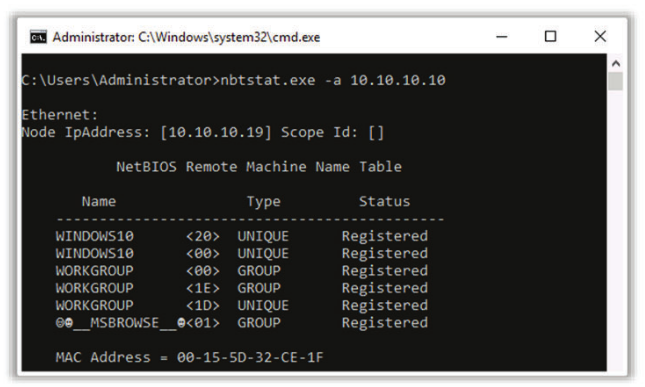 Administrator: C:\Windows\system32\cmd.exe
C:\Users\Administrator>nbtstat.exe -a 10.10.10.10
Ethernet:
Node IpAddress: [10.10.10.19] Scope Id: []
NetBIOS Remote Machine Name Table
Name Type Status
---------------------------------------------
WINDOWS10 <20> UNIQUE Registered
WINDOWS10 <00> UNIQUE Registered
WORKGROUP <00> GROUP Registered
WORKGROUP <1E> GROUP Registered
WORKGROUP <1D> UNIQUE Registered
☺☻__MSBROWSE__☻<01> GROUP Registered
MAC Address = 00-15-5D-32-CE-1F